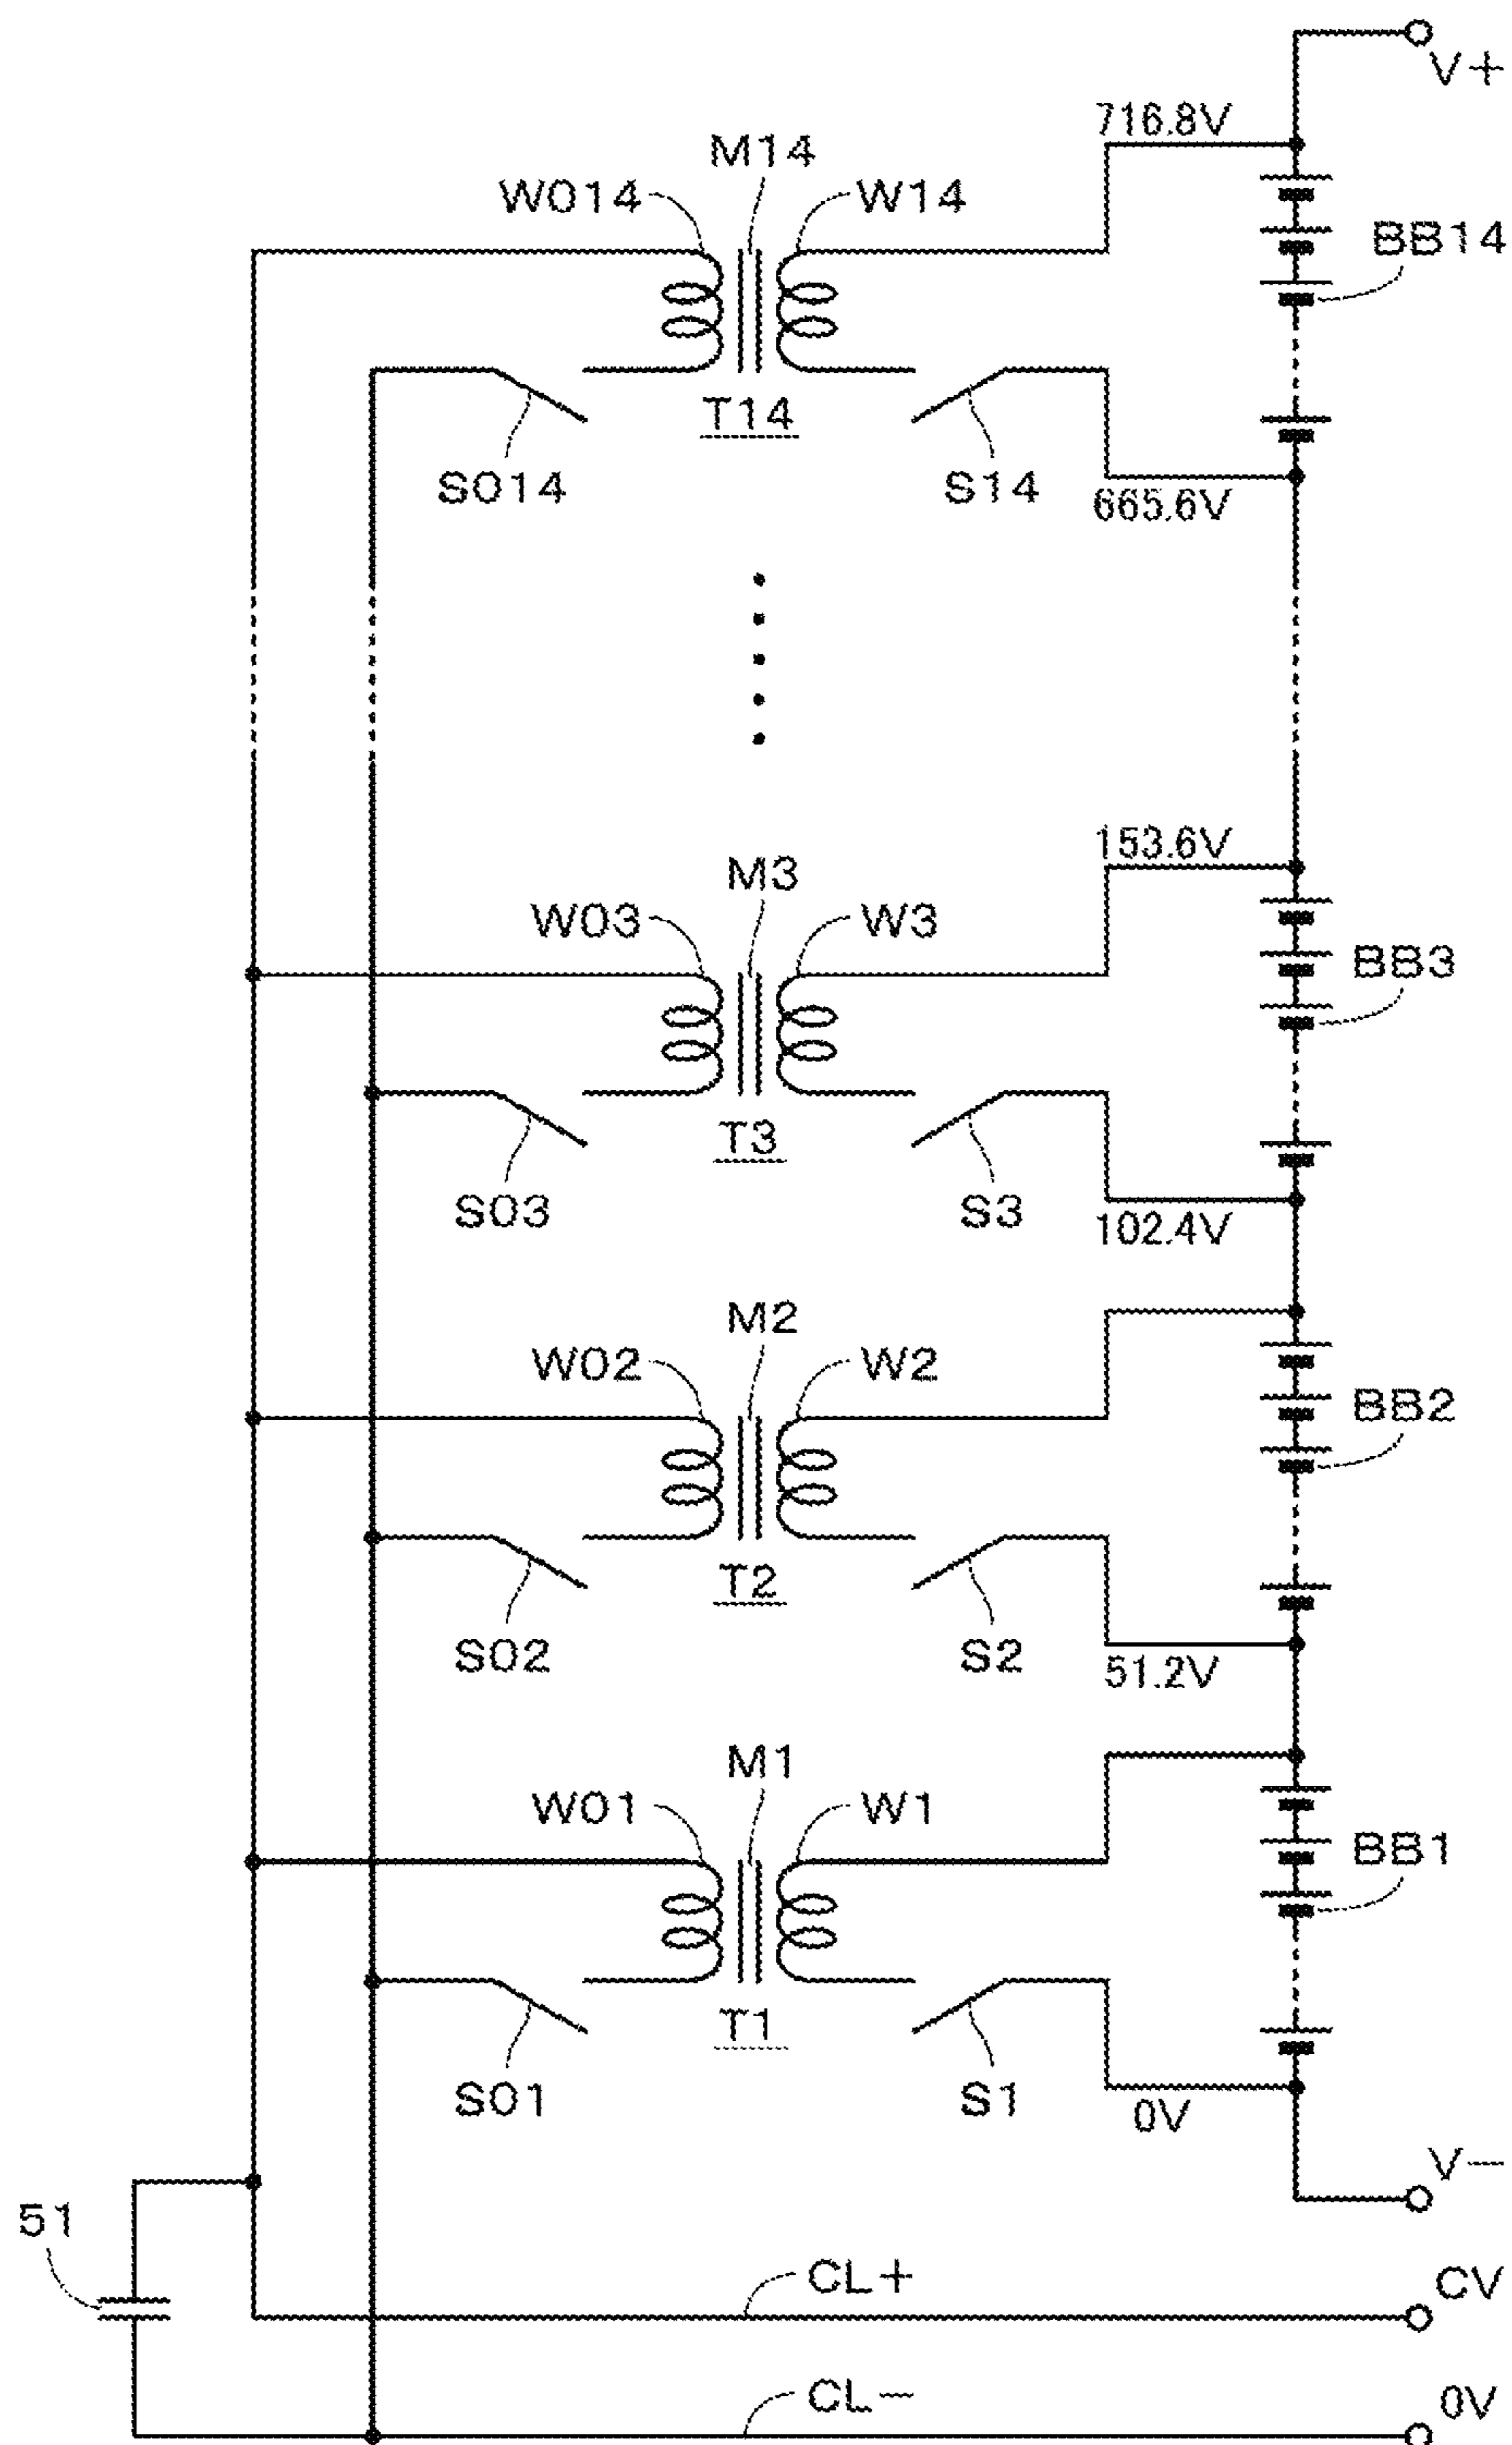 V+
716.8V
M14
W014
W14
BB14
T14
S014
S14
665.6V
153.6V
M3
W03
W3
BB3
T3
S03
S3
102.4V
M2
W02
W2
BB2
T2
S02
S2
51.2V
M1
W01
W1
BB1
T1
S01
S1
0V
V−
51
CL+
CV
CL−
0V